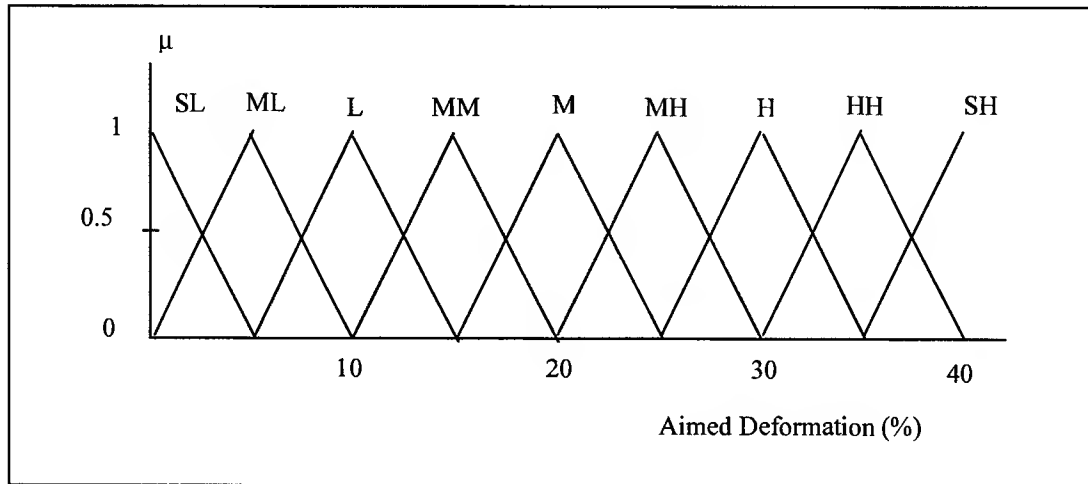 μ
SL ML L MM M MH H HH SH
1
0.5
0
10 20 30 40
Aimed Deformation (%)